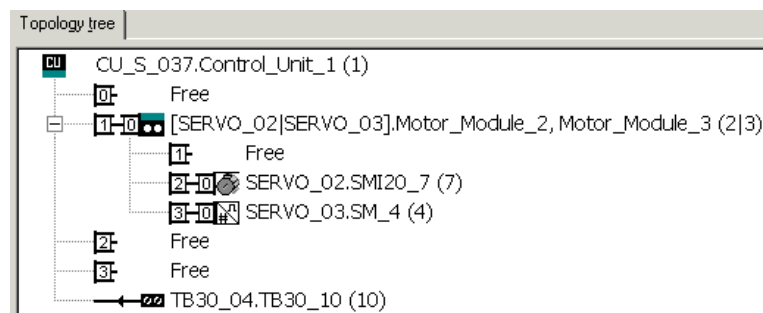 Topology tree
CU CU_S_037.Control_Unit_1 (1)
0 Free
1 0 [SERVO_02|SERVO_03].Motor_Module_2, Motor_Module_3 (2|3)
1 Free
2 0 SERVO_02.SMI20_7 (7)
3 0 # SERVO_03.SM_4 (4)
2 Free
3 Free
TB30_04.TB30_10 (10)